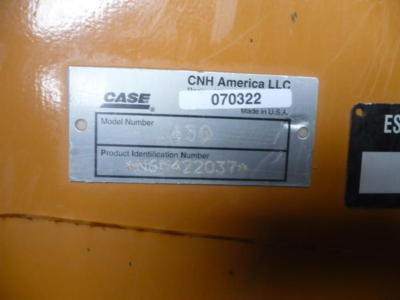 CNH America LLC
070322
CASE
Made in U.S.A.
Model Number
430
Product Identification Number
ES